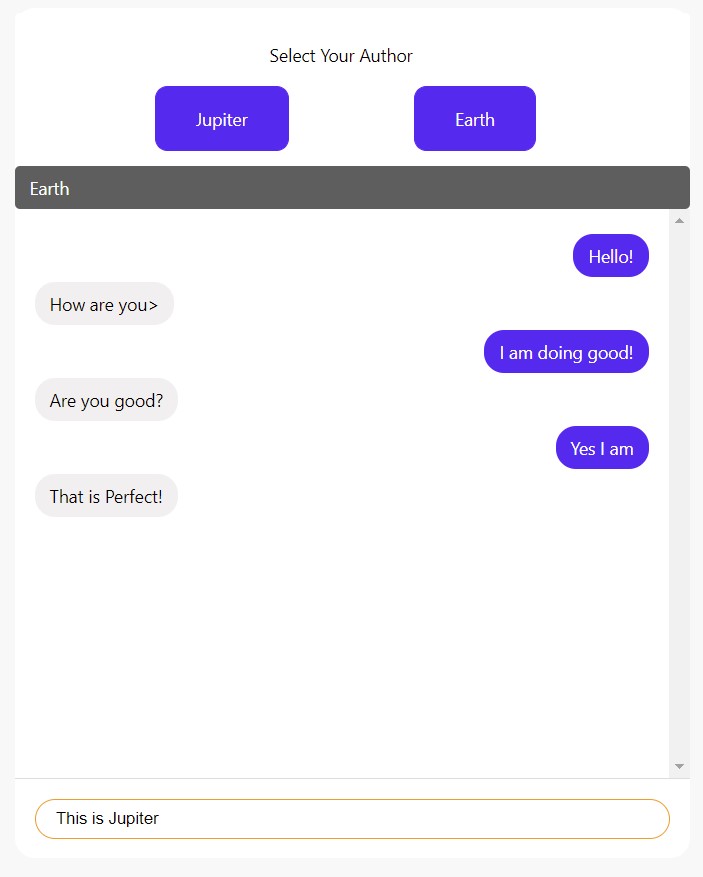 Select Your Author
Jupiter
Earth
Earth
Hello!
How are you>
I am doing good!
Are you good?
Yes I am
That is Perfect!
This is Jupiter